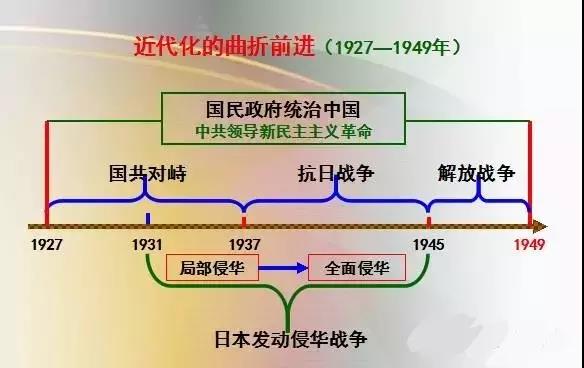 近代化的曲折前进（1927—1949年）
国民政府统治中国
中共领导新民主主义革命
国共对峙 抗日战争 解放战争
1927 1931 1937 1945 1949
局部侵华 全面侵华
日本发动侵华战争